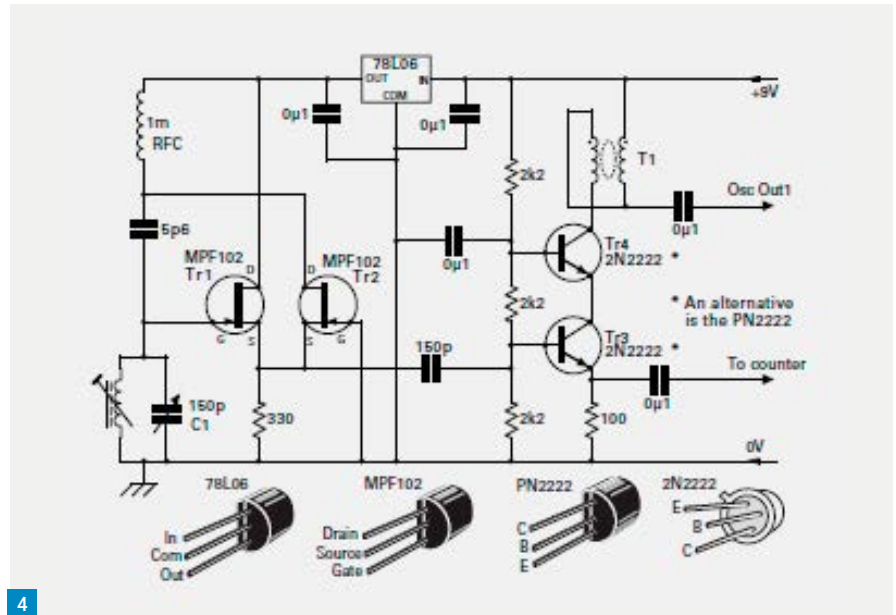 78L06
OUT
IN
COM
+9V
0µ1
0µ1
1m
RFC
2k2
T1
Osc Out1
0µ1
5p6
MPF102
Tr1
D
G
S
MPF102
Tr2
D
S
G
0µ1
Tr4
2N2222 *
2k2
* An alternative
is the PN2222
150p
Tr3
2N2222 *
To counter
0µ1
150p
C1
330
2k2
100
0V
78L06
In
Com
Out
MPF102
Drain
Source
Gate
PN2222
C
B
E
2N2222
E
B
C
4